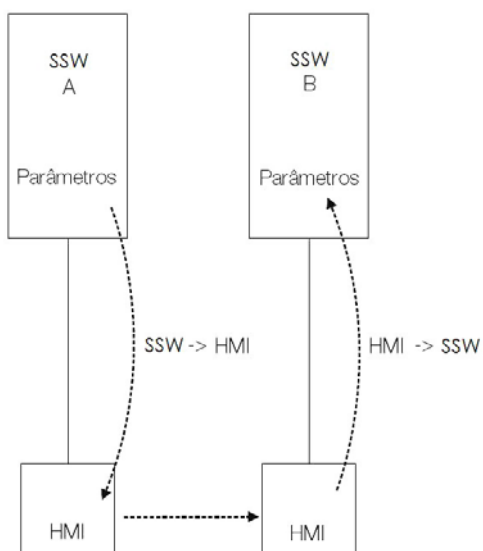 SSW
A
SSW
B
Parâmetros
Parâmetros
SSW -> HMI
HMI -> SSW
HMI
HMI